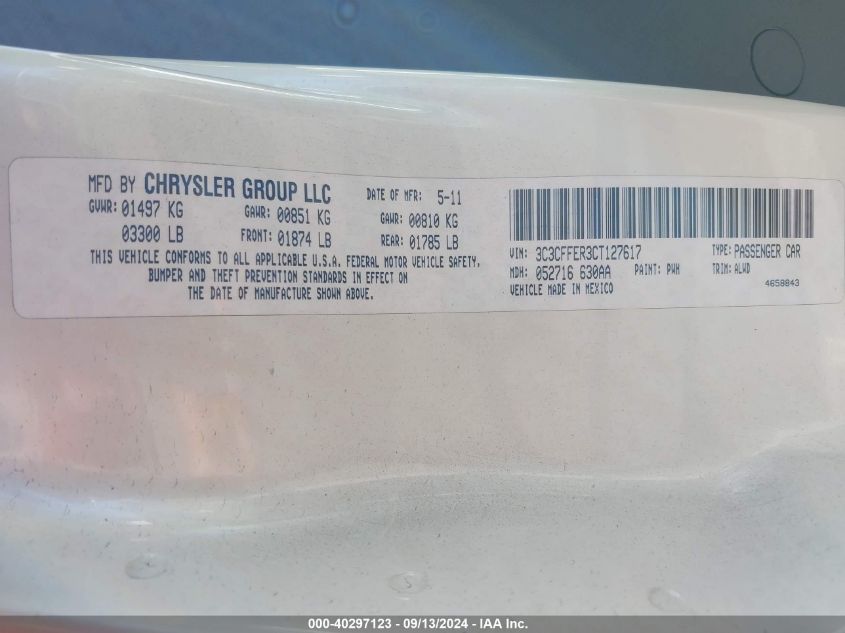 MFD BY CHRYSLER GROUP LLC DATE OF MFR: 5-11
GVWR: 01497 KG GAWR: 00851 KG GAWR: 00810 KG
03300 LB FRONT: 01874 LB REAR: 01785 LB
THIS VEHICLE CONFORMS TO ALL APPLICABLE U.S.A. FEDERAL MOTOR VEHICLE SAFETY,
BUMPER AND THEFT PREVENTION STANDARDS IN EFFECT ON
THE DATE OF MANUFACTURE SHOWN ABOVE.
VIN: 3C3CFFER3CT127617 TYPE: PASSENGER CAR
MDH: 052716 630AA PAINT: PWH TRIM: ALWD
VEHICLE MADE IN MEXICO 4658843
000-40297123 - 09/13/2024 - IAA Inc.